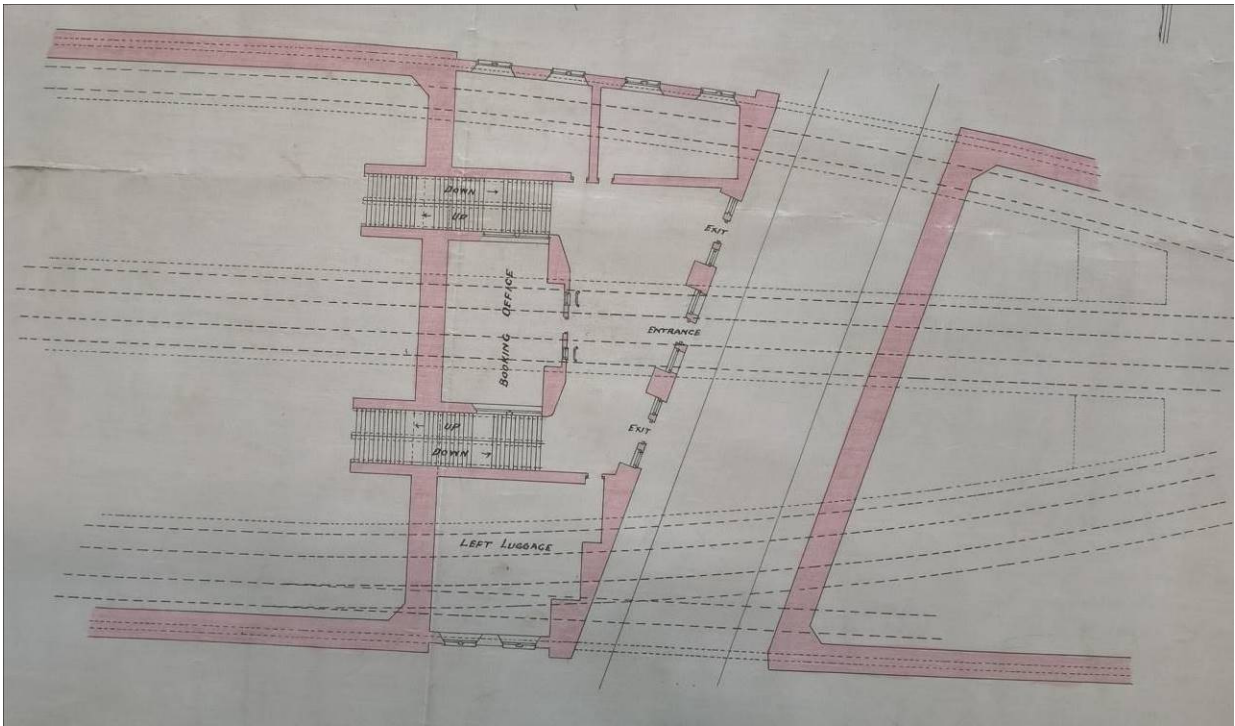 DOWN
UP
EXIT
BOOKING OFFICE
ENTRANCE
UP
EXIT
DOWN
LEFT LUGGAGE